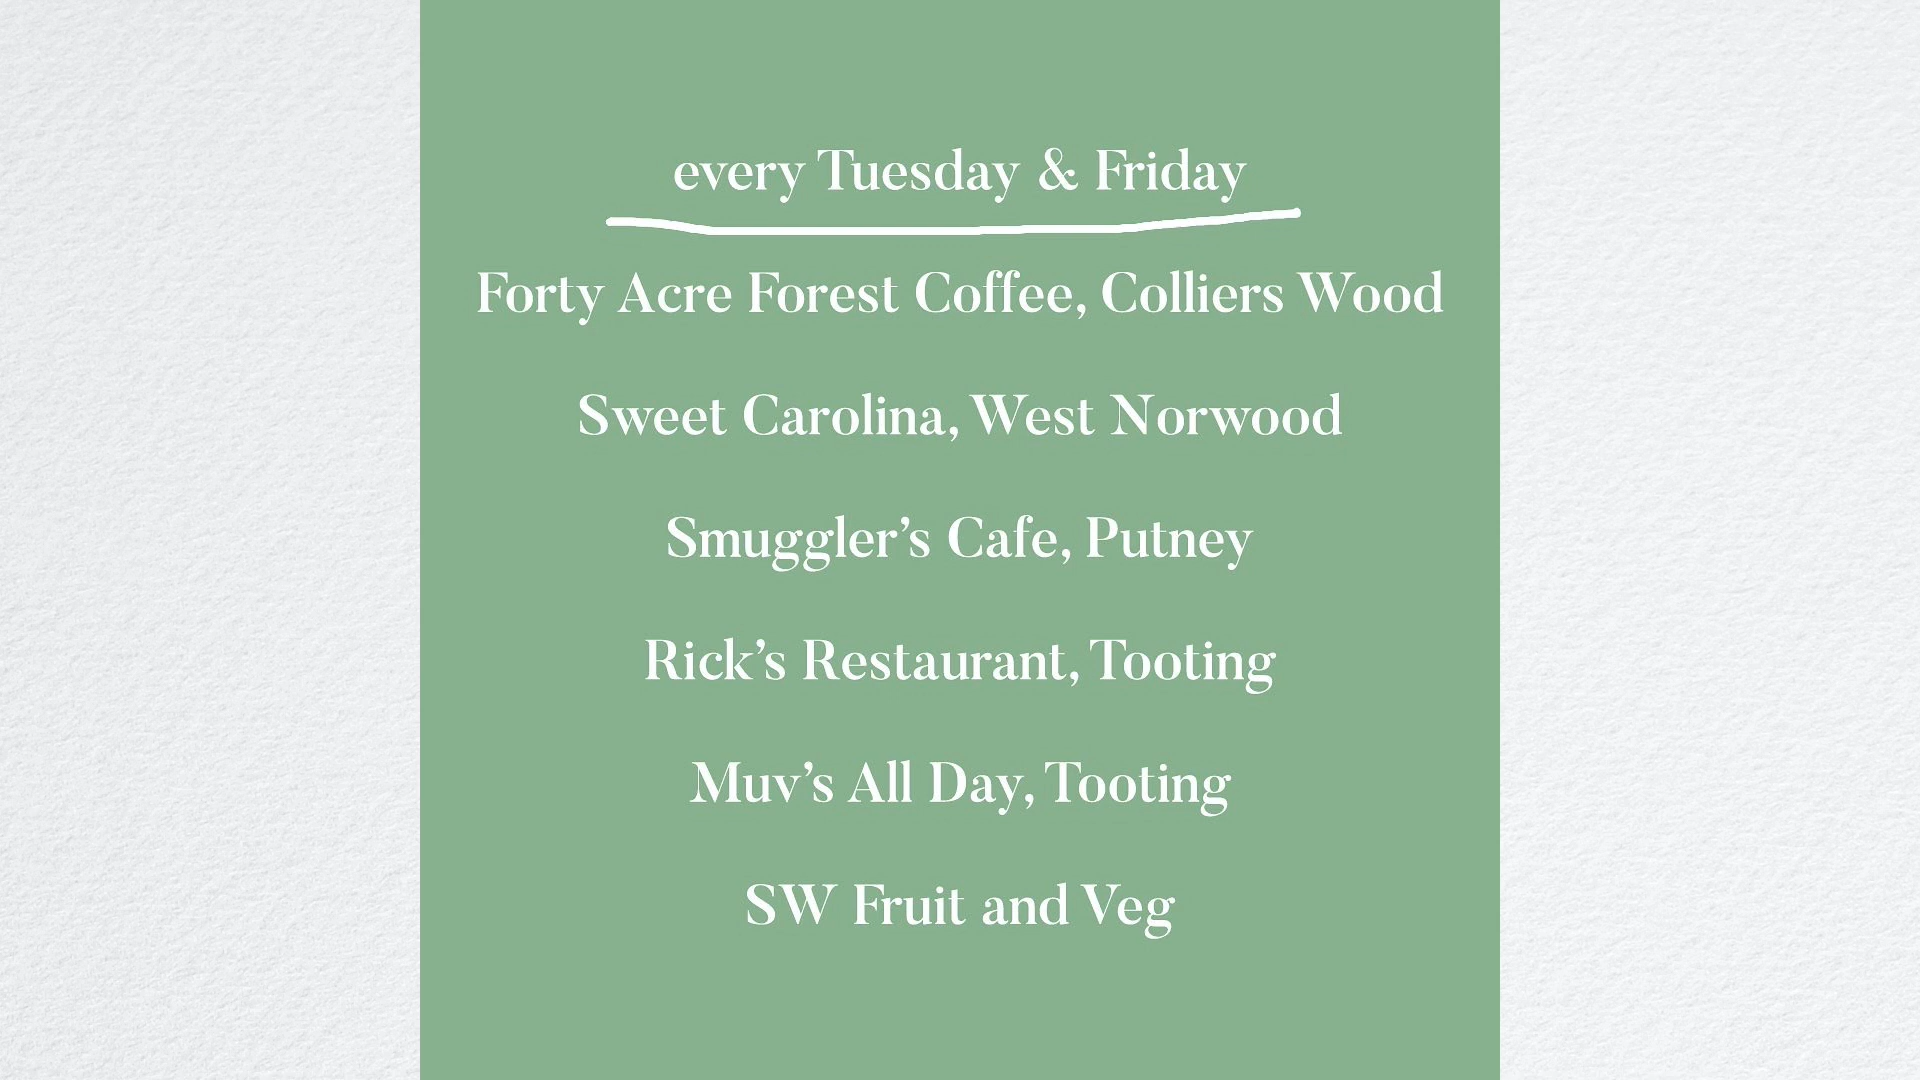 every Tuesday & Friday
Forty Acre Forest Coffee, Colliers Wood
Sweet Carolina, West Norwood
Smuggler’s Cafe, Putney
Rick’s Restaurant, Tooting
Muv’s All Day, Tooting
SW Fruit and Veg